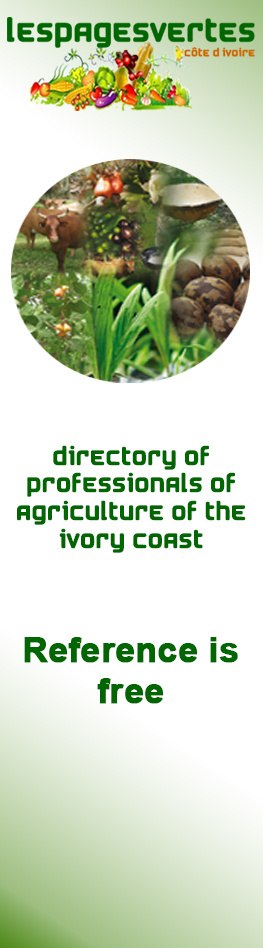 lespagesvertes
côte d ivoire
directory of
professionals of
agriculture of the
ivory coast
Reference is
free